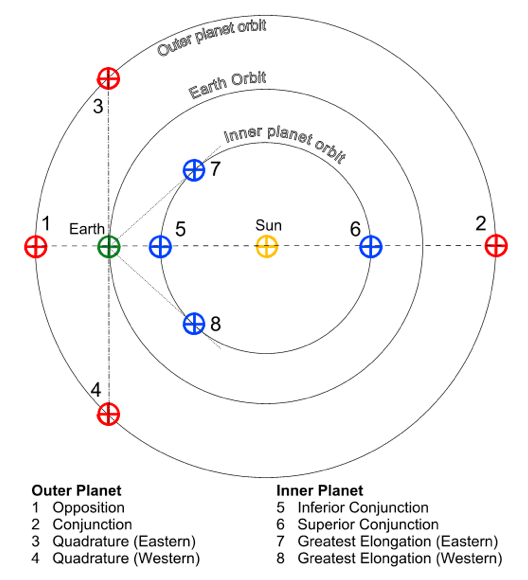 Outer planet orbit
3
Earth Orbit
Inner planet orbit
7
1
Earth
5
Sun
6
2
8
4
Outer Planet
1 Opposition
2 Conjunction
3 Quadrature (Eastern)
4 Quadrature (Western)
Inner Planet
5 Inferior Conjunction
6 Superior Conjunction
7 Greatest Elongation (Eastern)
8 Greatest Elongation (Western)